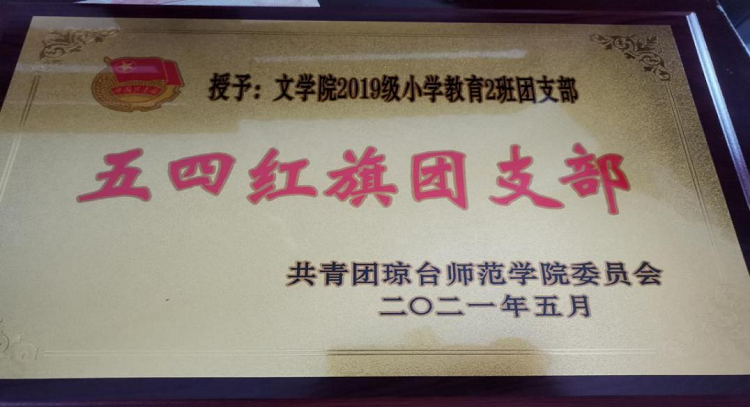 授予：文学院2019级小学教育2班团支部
五四红旗团支部
共青团琼台师范学院委员会
二〇二一年五月